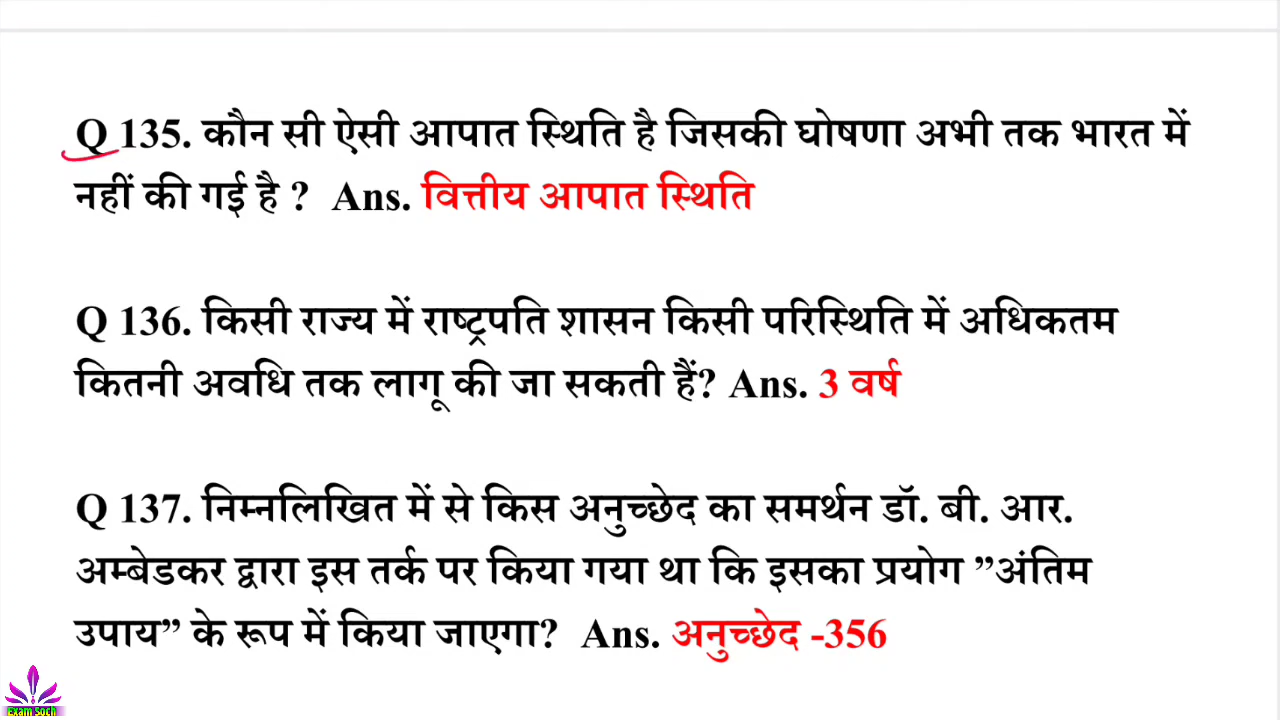 Q 135. कौन सी ऐसी आपात स्थिति है जिसकी घोषणा अभी तक भारत में
नहीं की गई है ? Ans. वित्तीय आपात स्थिति
Q 136. किसी राज्य में राष्ट्रपति शासन किसी परिस्थिति में अधिकतम
कितनी अवधि तक लागू की जा सकती हैं? Ans. 3 वर्ष
Q 137. निम्नलिखित में से किस अनुच्छेद का समर्थन डॉ. बी. आर.
अम्बेडकर द्वारा इस तर्क पर किया गया था कि इसका प्रयोग ”अंतिम
उपाय” के रूप में किया जाएगा? Ans. अनुच्छेद -356
Exam Soch